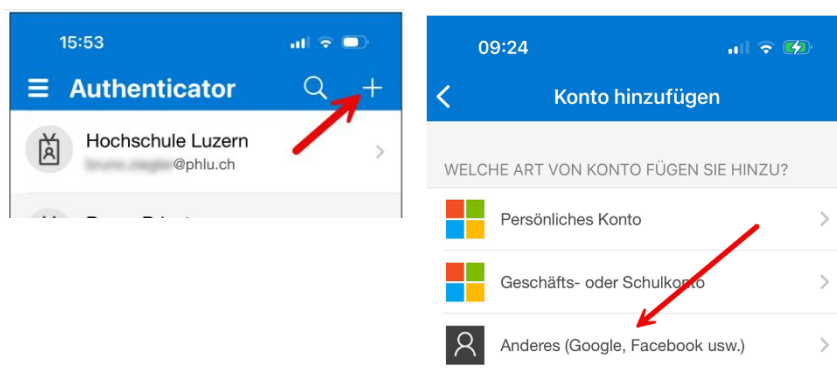 15:53
Authenticator
Hochschule Luzern
@phlu.ch
09:24
Konto hinzufügen
WELCHE ART VON KONTO FÜGEN SIE HINZU?
Persönliches Konto
Geschäfts- oder Schulkonto
Anderes (Google, Facebook usw.)